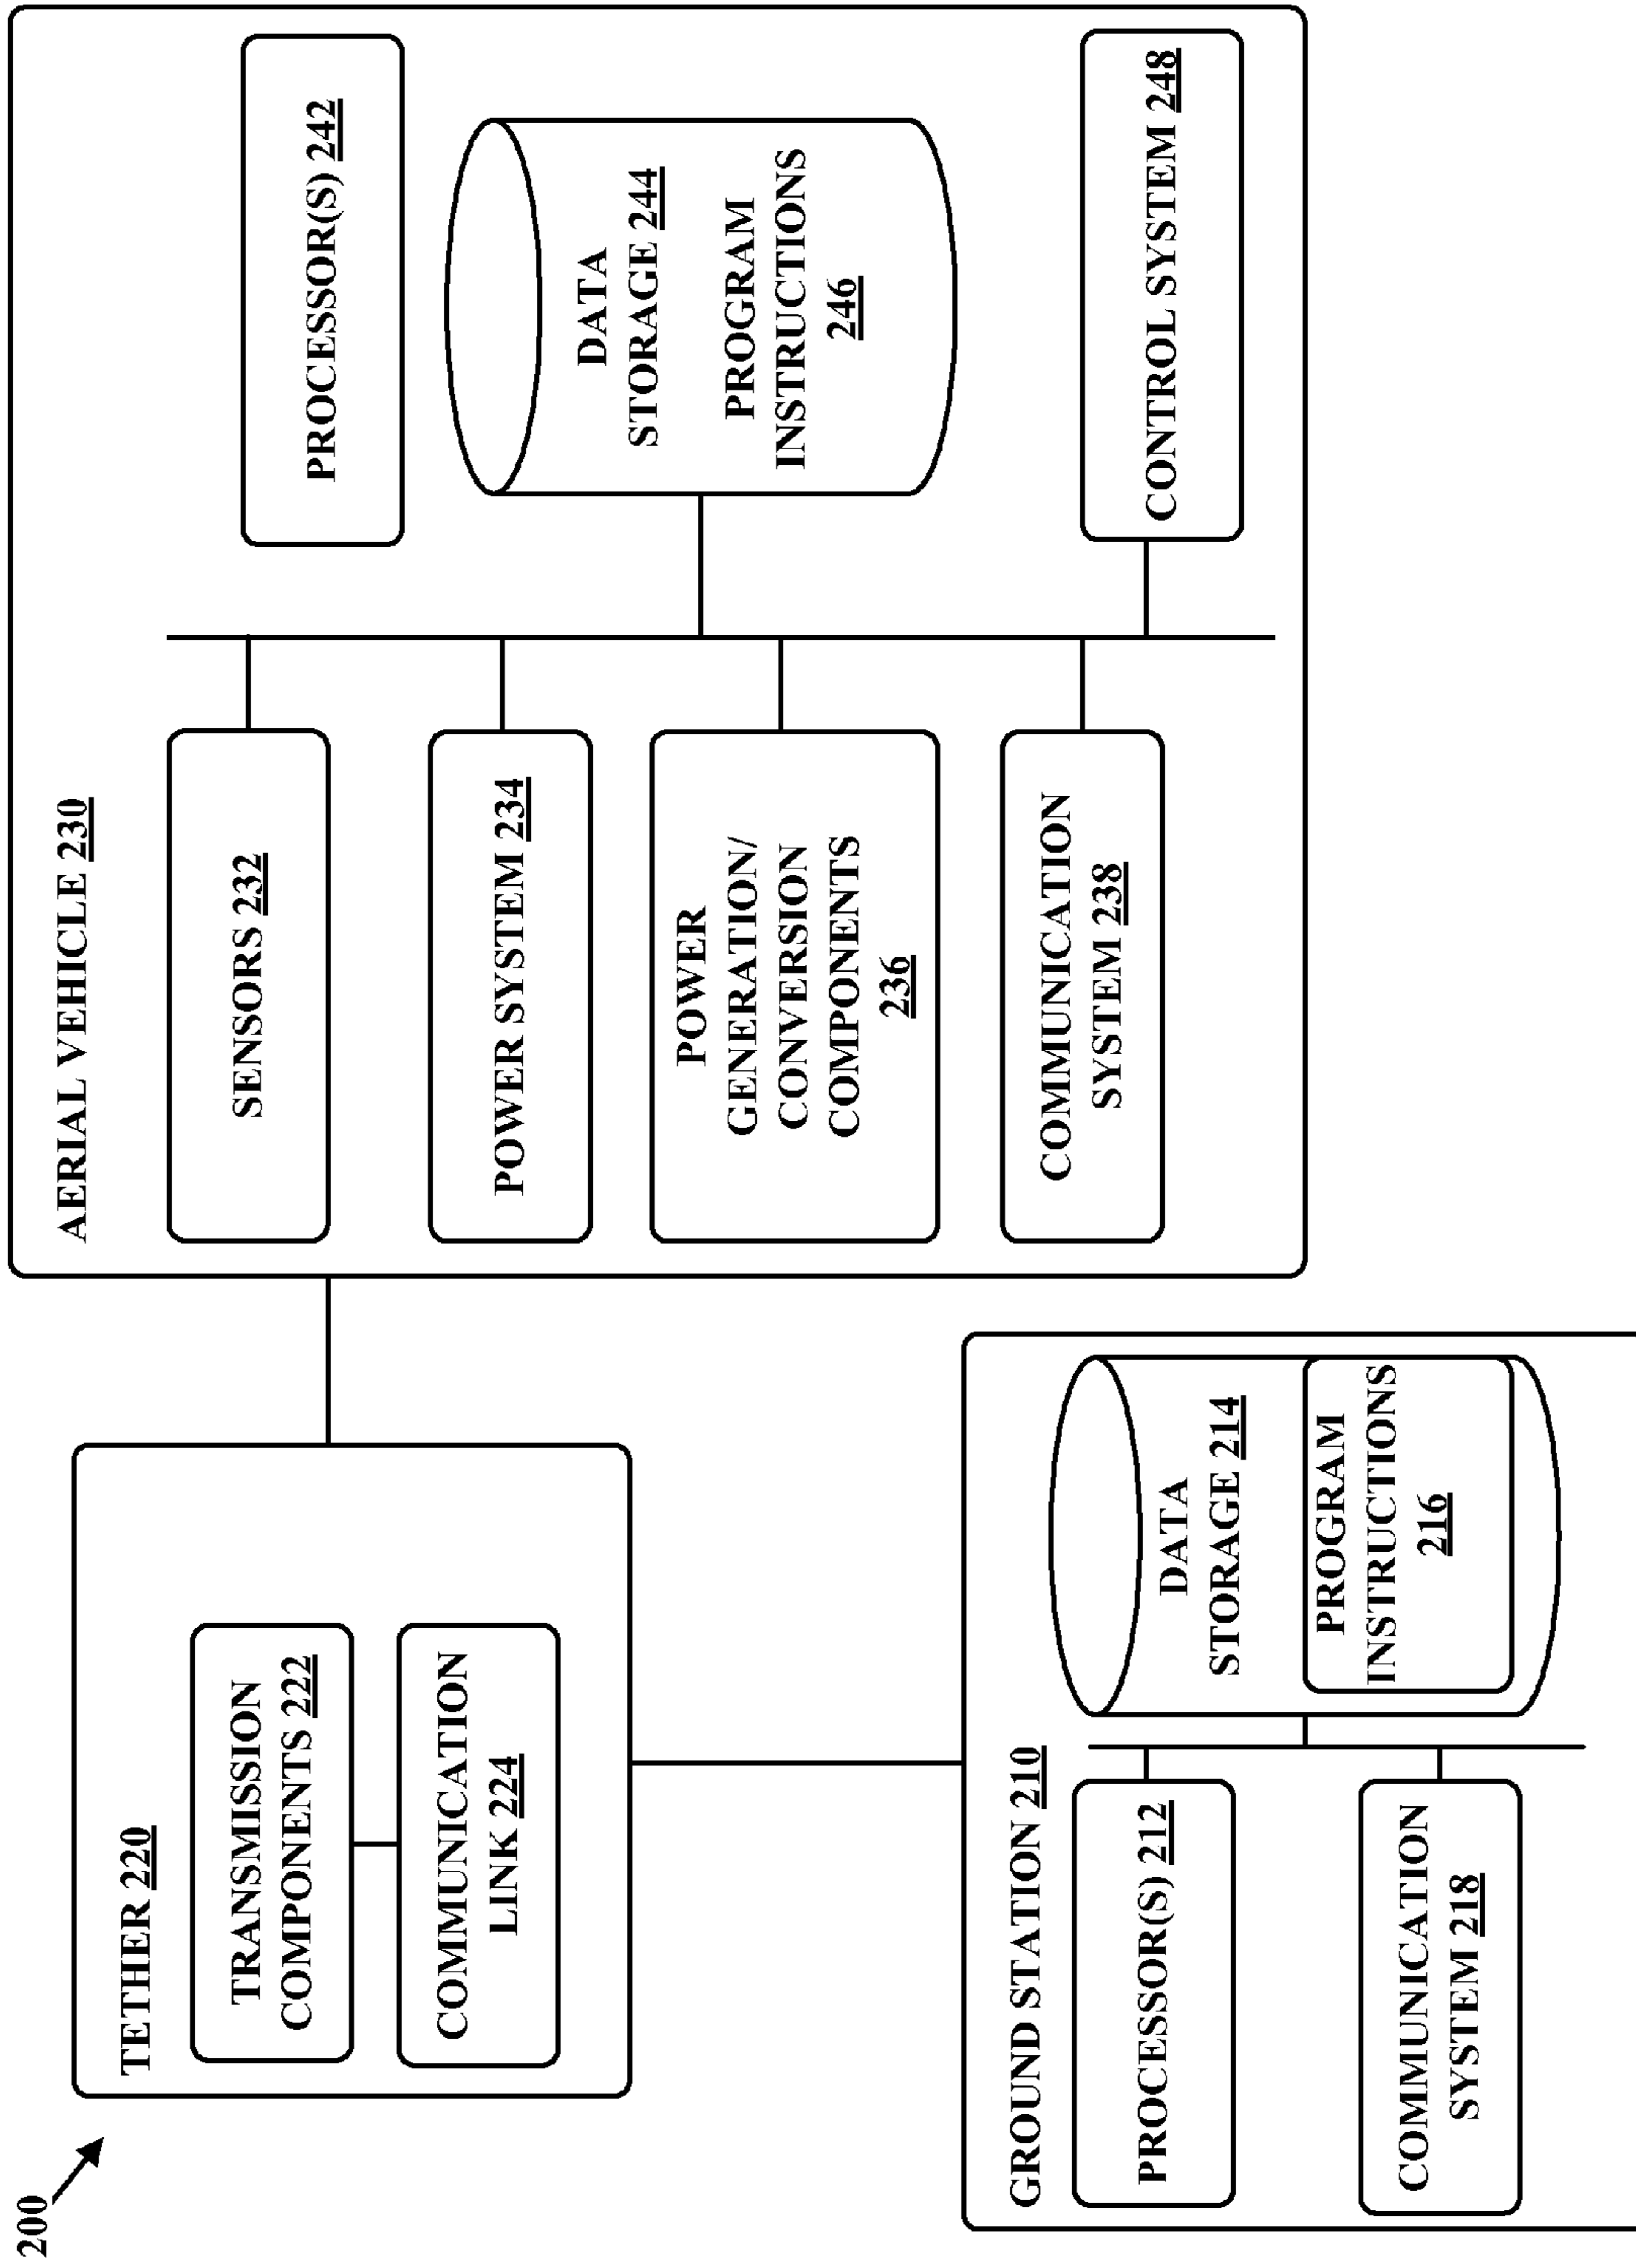 200
TETHER 220
TRANSMISSION
COMPONENTS 222
COMMUNICATION
LINK 224
GROUND STATION 210
PROCESSOR(S) 212
COMMUNICATION
SYSTEM 218
DATA
STORAGE 214
PROGRAM
INSTRUCTIONS
216
AERIAL VEHICLE 230
SENSORS 232
POWER SYSTEM 234
POWER
GENERATION/
CONVERSION
COMPONENTS
236
COMMUNICATION
SYSTEM 238
PROCESSOR(S) 242
DATA
STORAGE 244
PROGRAM
INSTRUCTIONS
246
CONTROL SYSTEM 248